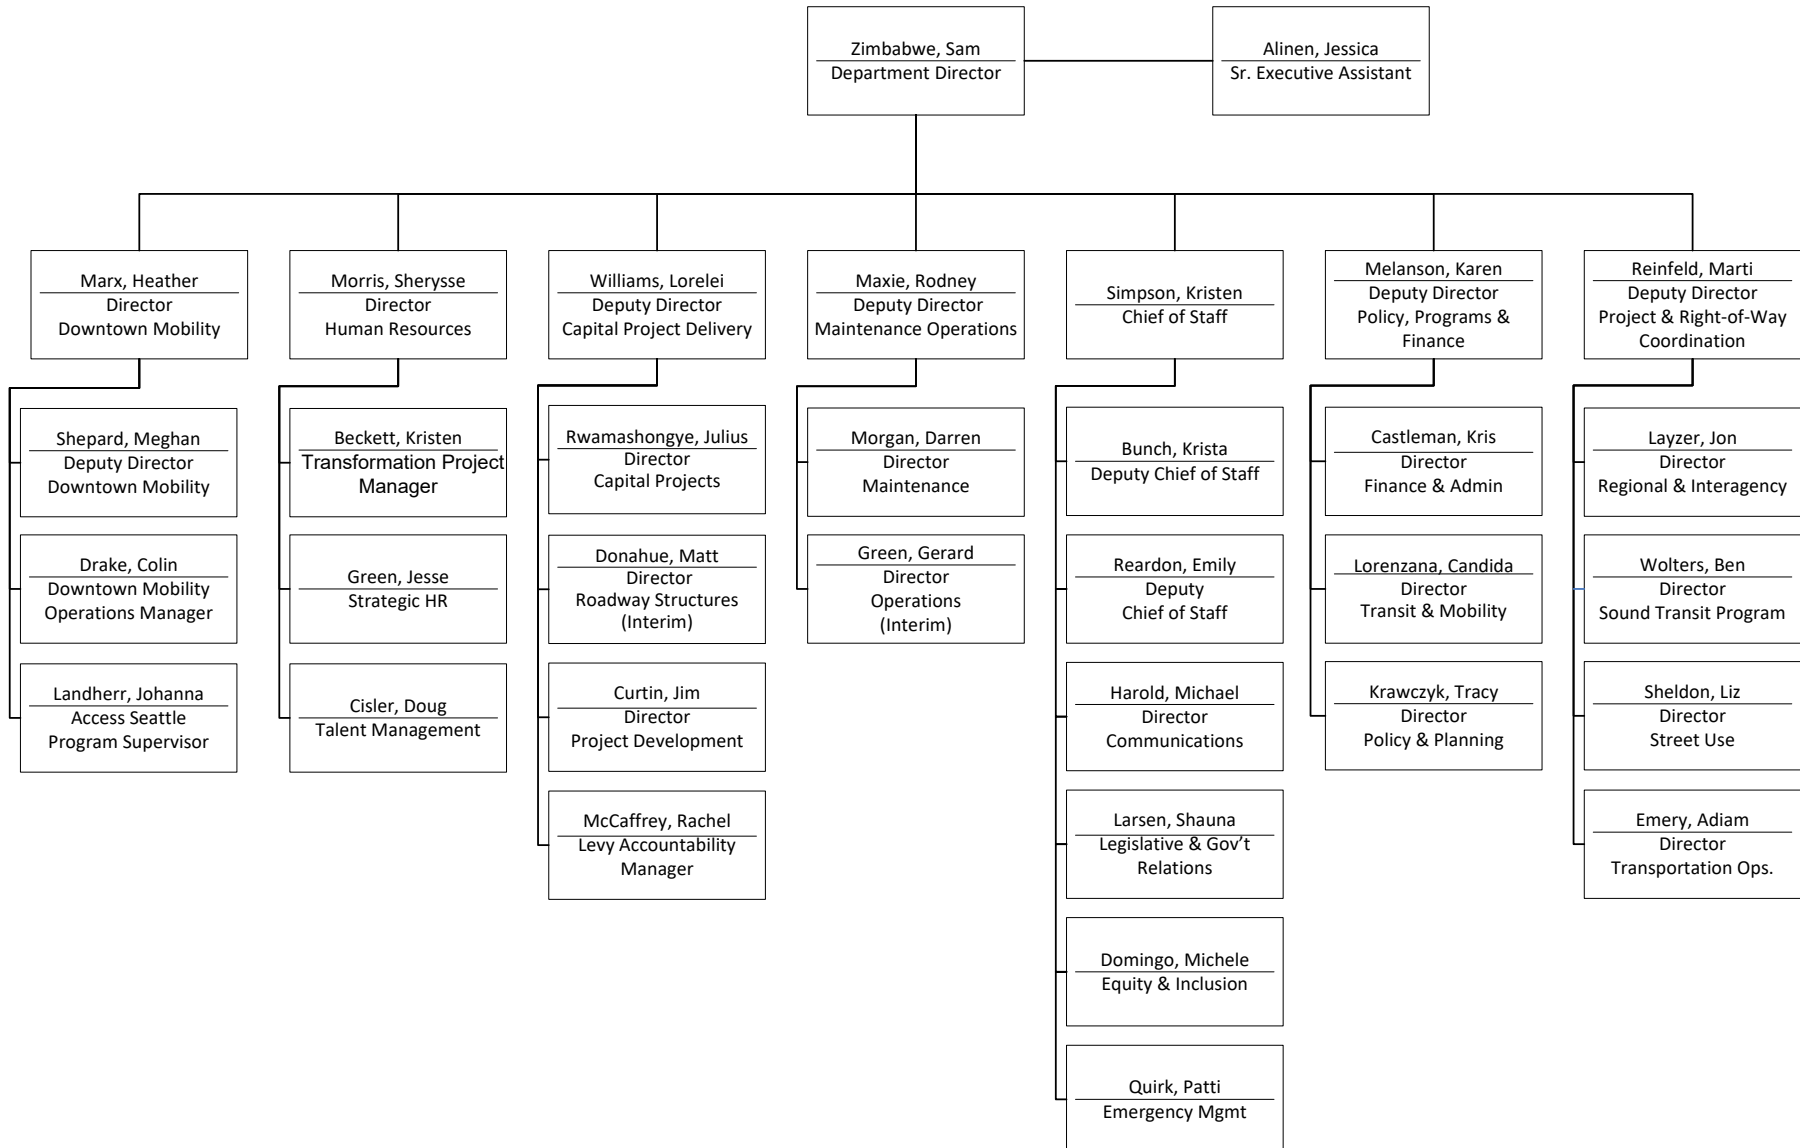 Zimbabwe, Sam
Department Director
Alinen, Jessica
Sr. Executive Assistant
Marx, Heather
Director
Downtown Mobility
Morris, Sherysse
Director
Human Resources
Williams, Lorelei
Deputy Director
Capital Project Delivery
Maxie, Rodney
Deputy Director
Maintenance Operations
Simpson, Kristen
Chief of Staff
Melanson, Karen
Deputy Director
Policy, Programs &
Finance
Reinfeld, Marti
Deputy Director
Project & Right-of-Way
Coordination
Shepard, Meghan
Deputy Director
Downtown Mobility
Drake, Colin
Downtown Mobility
Operations Manager
Landherr, Johanna
Access Seattle
Program Supervisor
Beckett, Kristen
Transformation Project
Manager
Green, Jesse
Strategic HR
Cisler, Doug
Talent Management
Rwamashongye, Julius
Director
Capital Projects
Donahue, Matt
Director
Roadway Structures
(Interim)
Curtin, Jim
Director
Project Development
McCaffrey, Rachel
Levy Accountability
Manager
Morgan, Darren
Director
Maintenance
Green, Gerard
Director
Operations
(Interim)
Bunch, Krista
Deputy Chief of Staff
Reardon, Emily
Deputy
Chief of Staff
Harold, Michael
Director
Communications
Larsen, Shauna
Legislative & Gov’t
Relations
Domingo, Michele
Equity & Inclusion
Quirk, Patti
Emergency Mgmt
Castleman, Kris
Director
Finance & Admin
Lorenzana, Candida
Director
Transit & Mobility
Krawczyk, Tracy
Director
Policy & Planning
Layzer, Jon
Director
Regional & Interagency
Wolters, Ben
Director
Sound Transit Program
Sheldon, Liz
Director
Street Use
Emery, Adiam
Director
Transportation Ops.